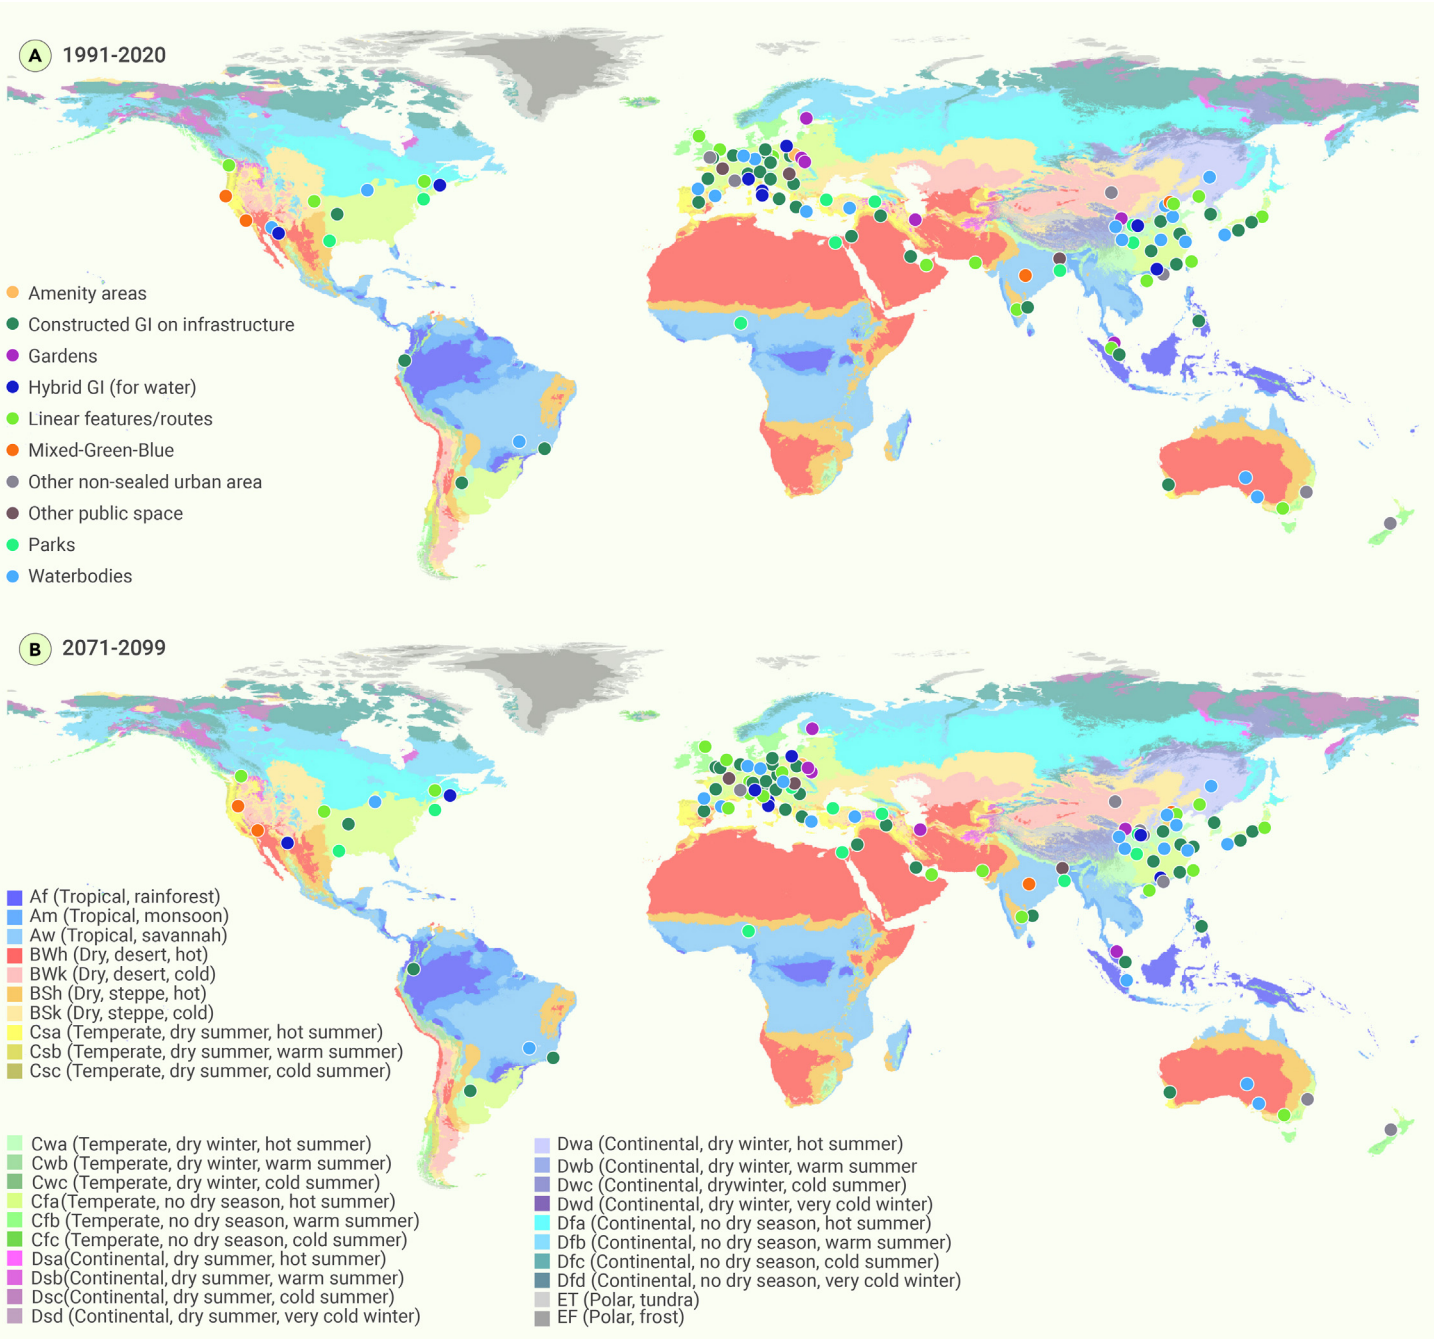 A 1991-2020
Amenity areas
Constructed GI on infrastructure
Gardens
Hybrid GI (for water)
Linear features/routes
Mixed-Green-Blue
Other non-sealed urban area
Other public space
Parks
Waterbodies
B 2071-2099
Af (Tropical, rainforest)
Am (Tropical, monsoon)
Aw (Tropical, savannah)
BWh (Dry, desert, hot)
BWk (Dry, desert, cold)
BSh (Dry, steppe, hot)
BSk (Dry, steppe, cold)
Csa (Temperate, dry summer, hot summer)
Csb (Temperate, dry summer, warm summer)
Csc (Temperate, dry summer, cold summer)
Cwa (Temperate, dry winter, hot summer)
Cwb (Temperate, dry winter, warm summer)
Cwc (Temperate, dry winter, cold summer)
Cfa(Temperate, no dry season, hot summer)
Cfb (Temperate, no dry season, warm summer)
Cfc (Temperate, no dry season, cold summer)
Dsa(Continental, dry summer, hot summer)
Dsb(Continental, dry summer, warm summer)
Dsc(Continental, dry summer, cold summer)
Dsd (Continental, dry summer, very cold winter)
Dwa (Continental, dry winter, hot summer)
Dwb (Continental, dry winter, warm summer
Dwc (Continental, drywinter, cold summer)
Dwd (Continental, dry winter, very cold winter)
Dfa (Continental, no dry season, hot summer)
Dfb (Continental, no dry season, warm summer)
Dfc (Continental, no dry season, cold summer)
Dfd (Continental, no dry season, very cold winter)
ET (Polar, tundra)
EF (Polar, frost)